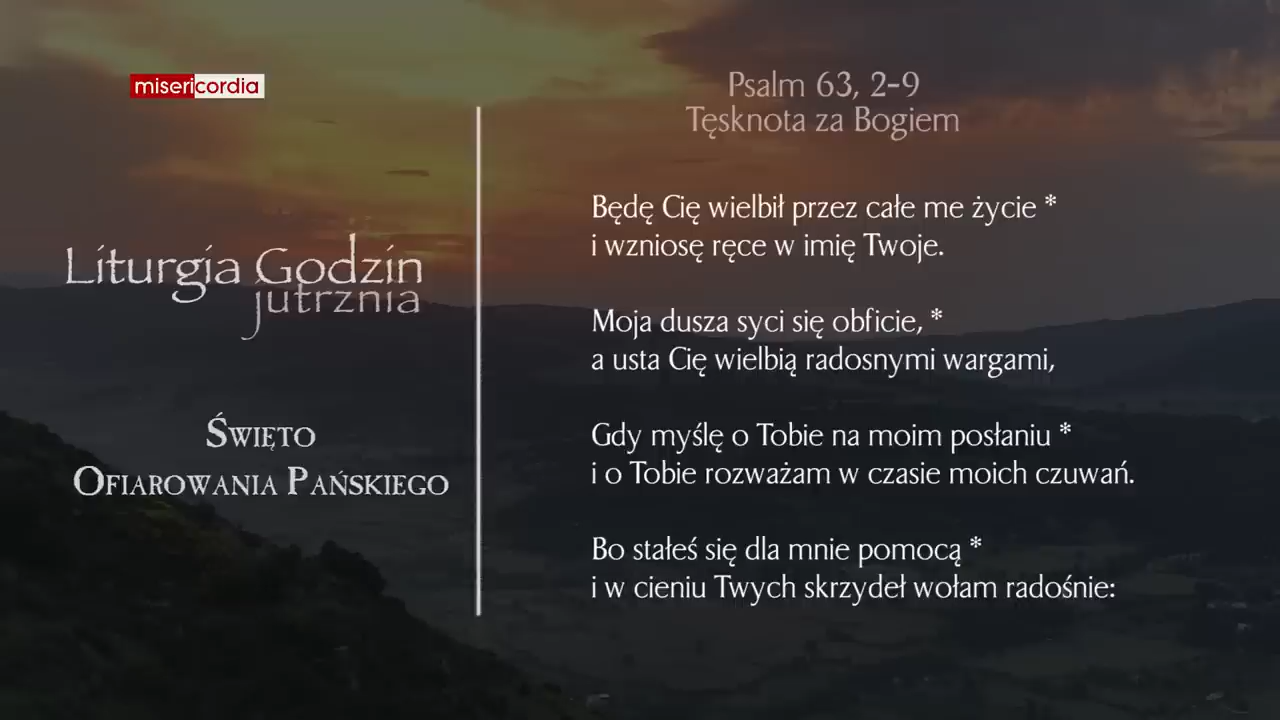 misericordia
Liturgia Godzin
jutrznia
Święto
Ofiarowania Pańskiego
Psalm 63, 2-9
Tęsknota za Bogiem
Będę Cię wielbił przez całe me życie *
i wzniosę ręce w imię Twoje.
Moja dusza syci się obficie, *
a usta Cię wielbią radosnymi wargami,
Gdy myślę o Tobie na moim posłaniu *
i o Tobie rozważam w czasie moich czuwań.
Bo stałeś się dla mnie pomocą *
i w cieniu Twych skrzydeł wołam radośnie: